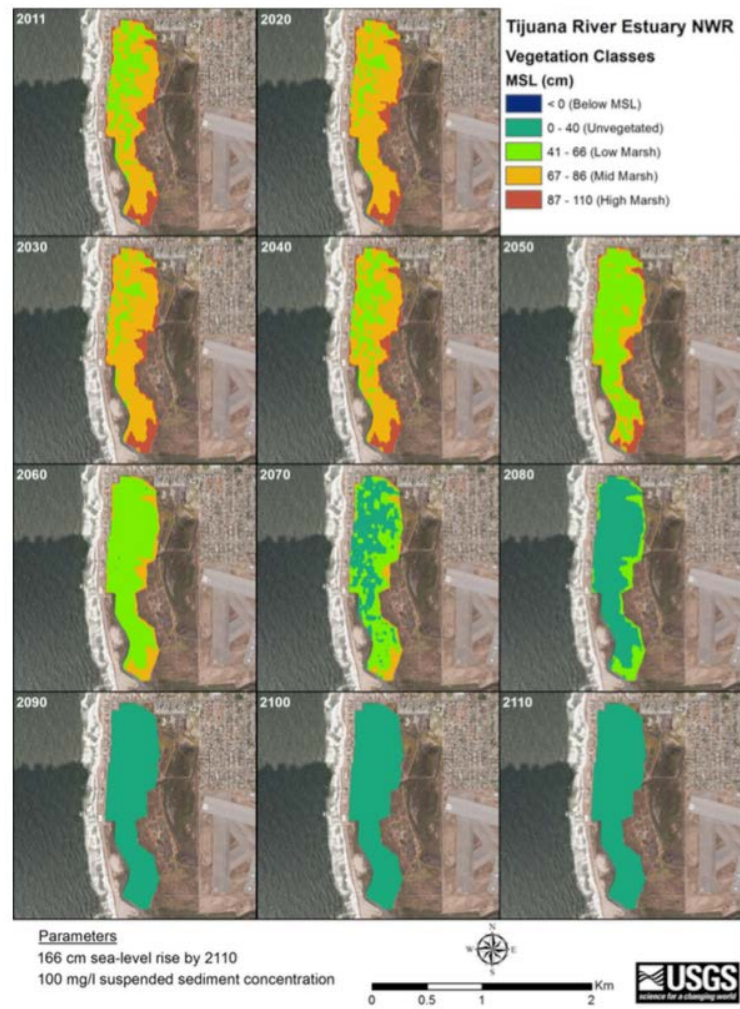 2011
2020
Tijuana River Estuary NWR
Vegetation Classes
MSL (cm)
< 0 (Below MSL)
0 - 40 (Unvegetated)
41 - 66 (Low Marsh)
67 - 86 (Mid Marsh)
87 - 110 (High Marsh)
2030
2040
2050
2060
2070
2080
2090
2100
2110
Parameters
166 cm sea-level rise by 2110
100 mg/l suspended sediment concentration
N
W E
S
Km
0 0.5 1 2
USGS
science for a changing world